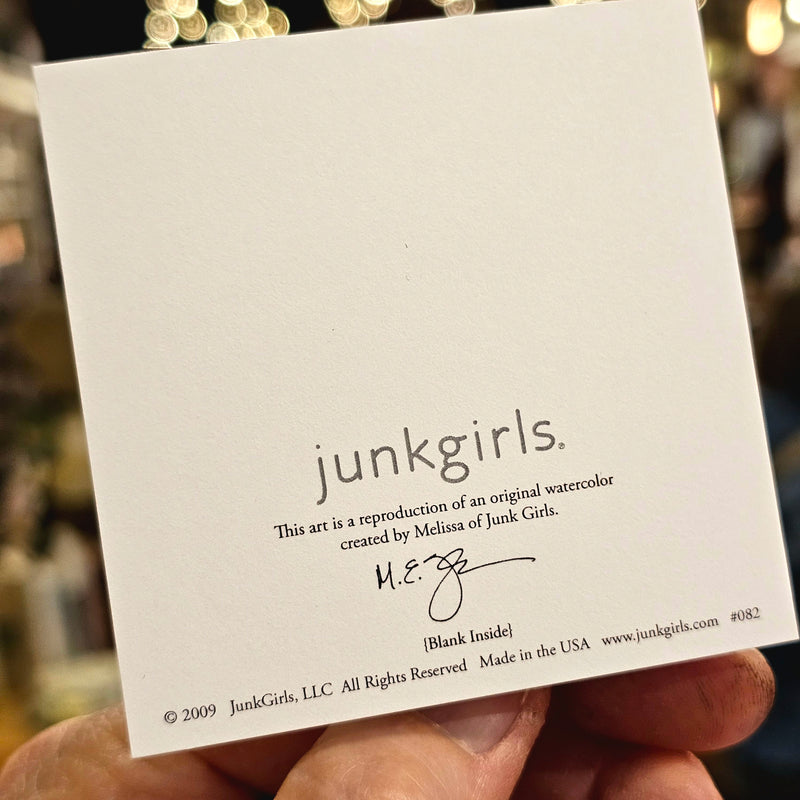 junkgirls®
This art is a reproduction of an original watercolor
created by Melissa of Junk Girls.
M.E.
{Blank Inside}
© 2009 JunkGirls, LLC All Rights Reserved Made in the USA www.junkgirls.com #082